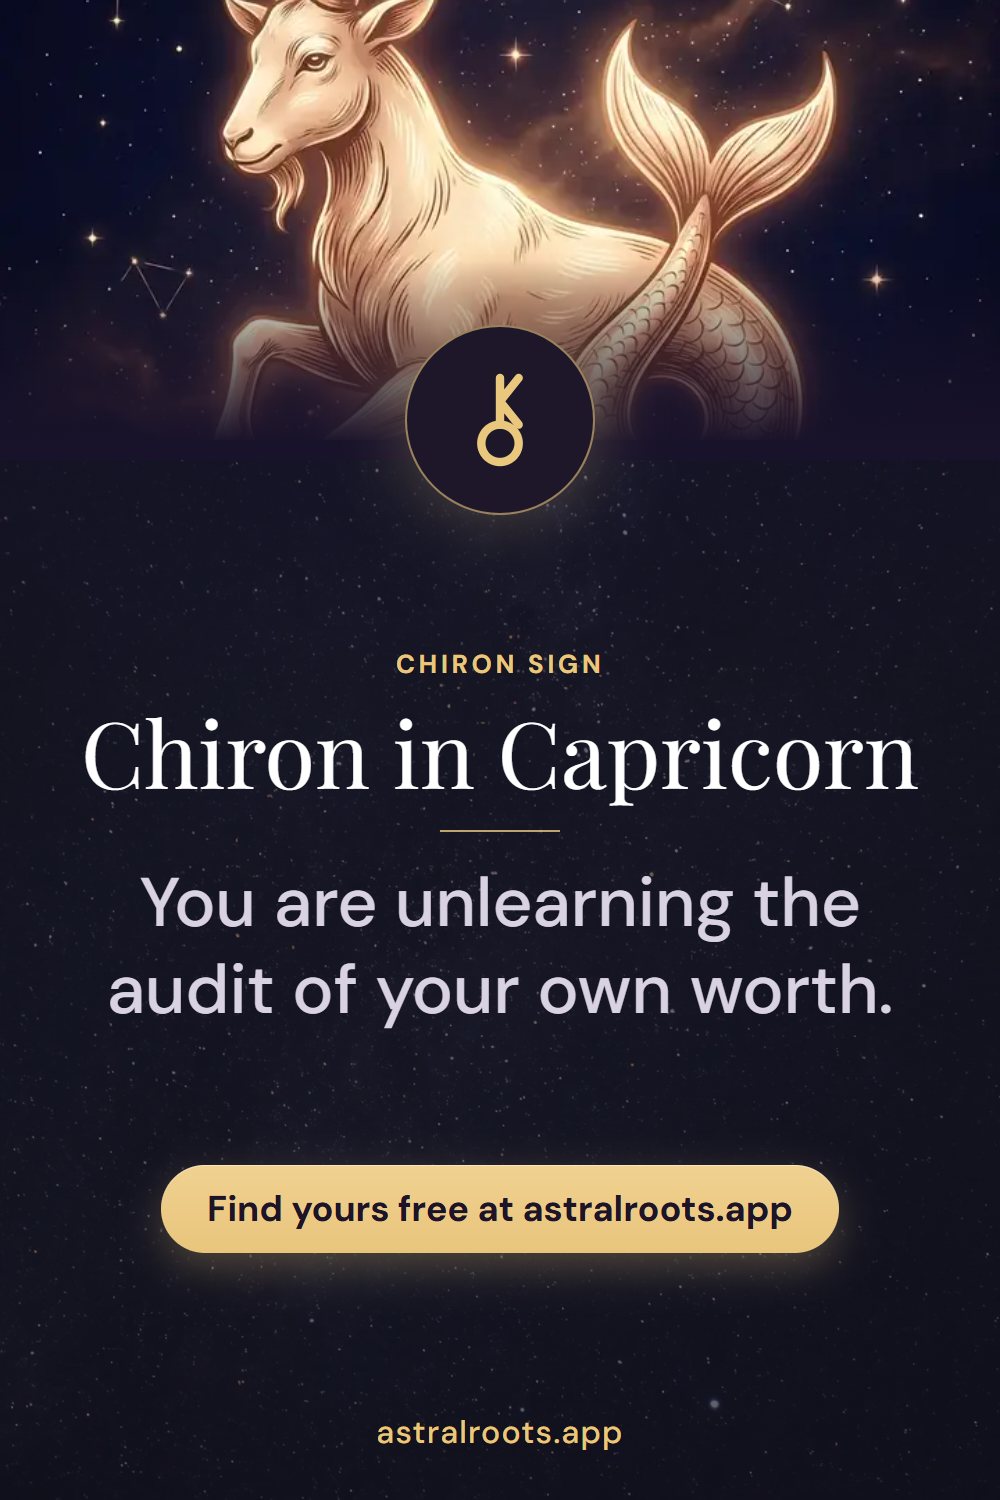 CHIRON SIGN
Chiron in Capricorn
You are unlearning the
audit of your own worth.
Find yours free at astralroots.app
astralroots.app